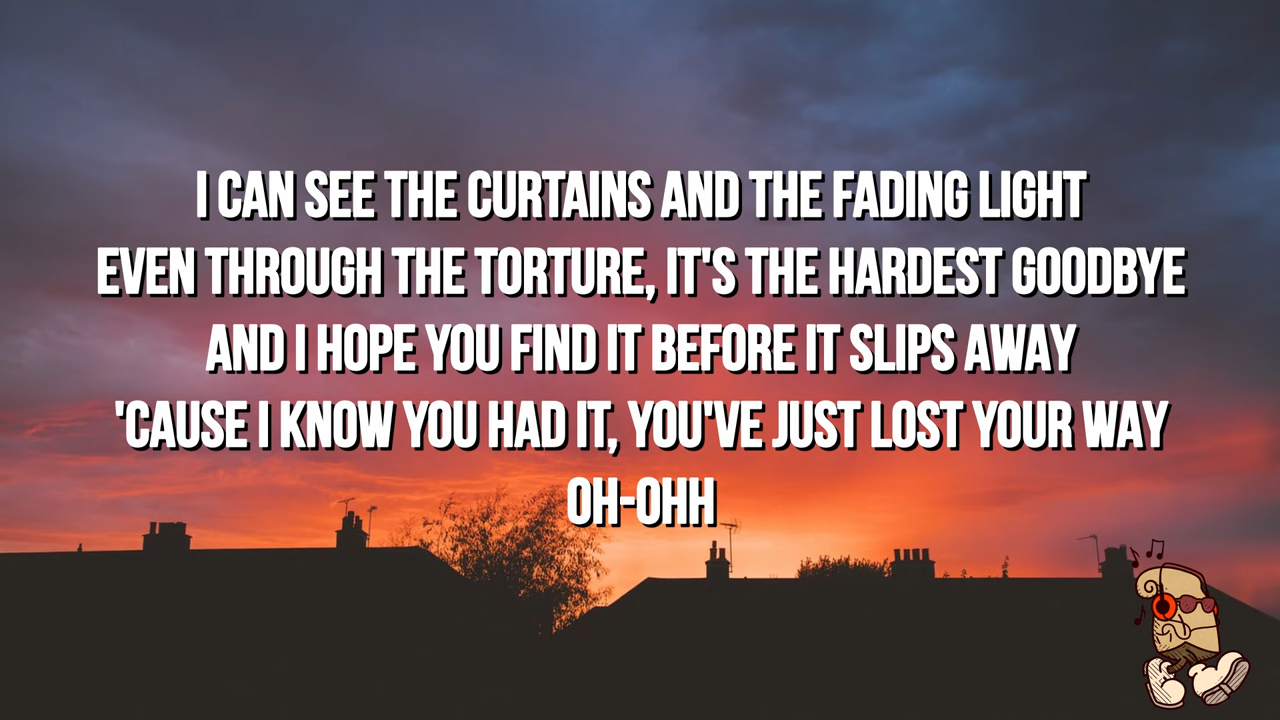 I CAN SEE THE CURTAINS AND THE FADING LIGHT
EVEN THROUGH THE TORTURE, IT'S THE HARDEST GOODBYE
AND I HOPE YOU FIND IT BEFORE IT SLIPS AWAY
'CAUSE I KNOW YOU HAD IT, YOU'VE JUST LOST YOUR WAY
OH-OHH